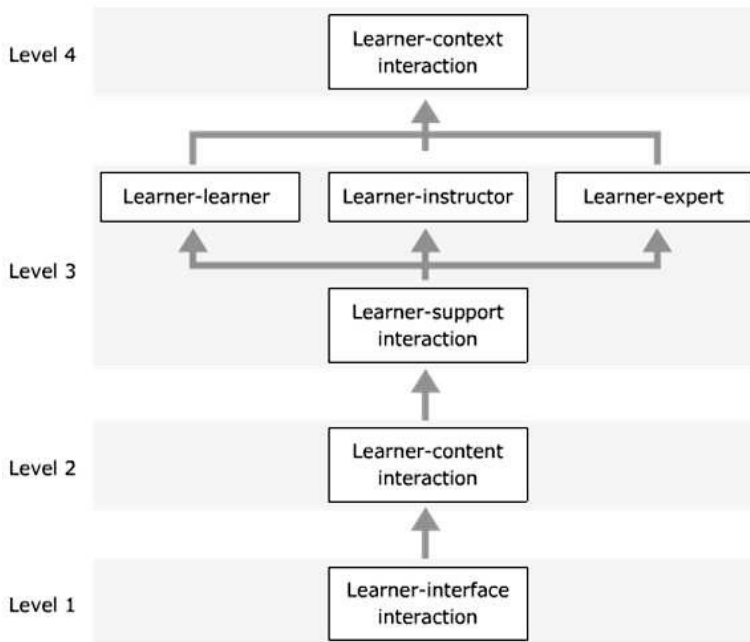 Level 4
Learner-context
interaction
Learner-learner
Learner-instructor
Learner-expert
Level 3
Learner-support
interaction
Level 2
Learner-content
interaction
Level 1
Learner-interface
interaction